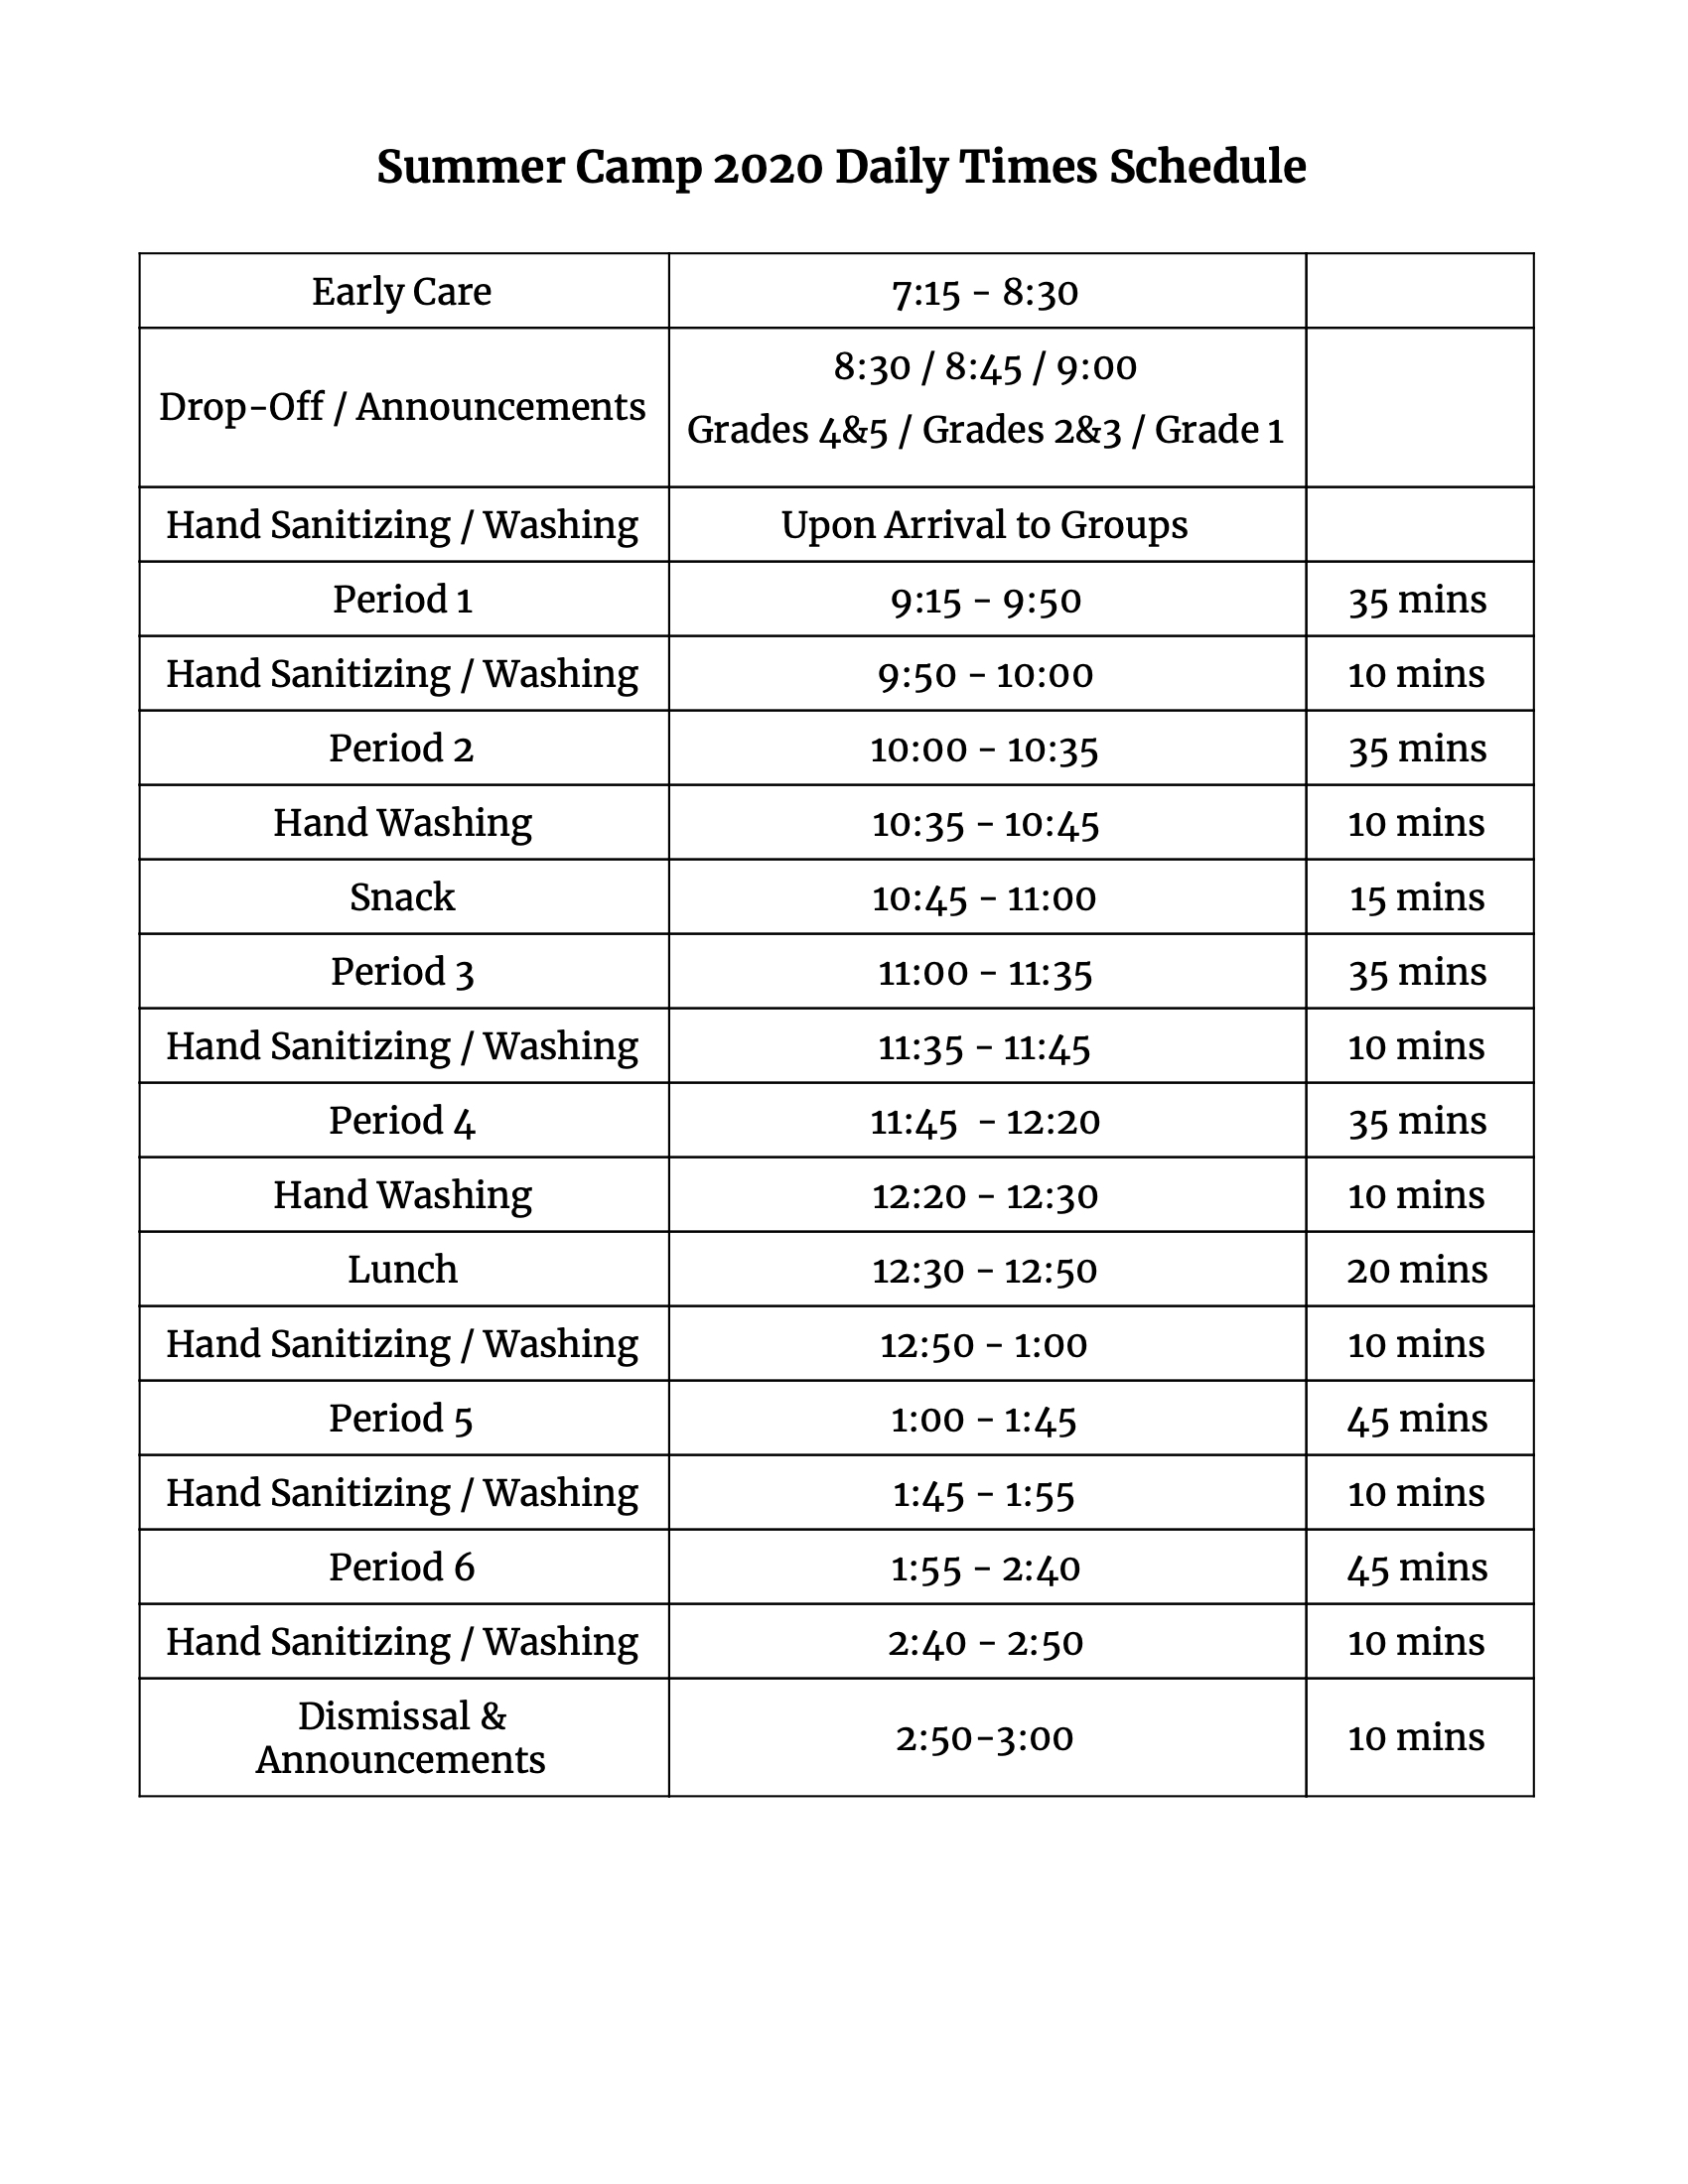 Summer Camp 2020 Daily Times Schedule
Early Care 7:15 - 8:30
Drop-Off / Announcements 8:30 / 8:45 / 9:00
Grades 4&5 / Grades 2&3 / Grade 1
Hand Sanitizing / Washing Upon Arrival to Groups
Period 1 9:15 - 9:50 35 mins
Hand Sanitizing / Washing 9:50 - 10:00 10 mins
Period 2 10:00 - 10:35 35 mins
Hand Washing 10:35 - 10:45 10 mins
Snack 10:45 - 11:00 15 mins
Period 3 11:00 - 11:35 35 mins
Hand Sanitizing / Washing 11:35 - 11:45 10 mins
Period 4 11:45 - 12:20 35 mins
Hand Washing 12:20 - 12:30 10 mins
Lunch 12:30 - 12:50 20 mins
Hand Sanitizing / Washing 12:50 - 1:00 10 mins
Period 5 1:00 - 1:45 45 mins
Hand Sanitizing / Washing 1:45 - 1:55 10 mins
Period 6 1:55 - 2:40 45 mins
Hand Sanitizing / Washing 2:40 - 2:50 10 mins
Dismissal &
Announcements 2:50-3:00 10 mins